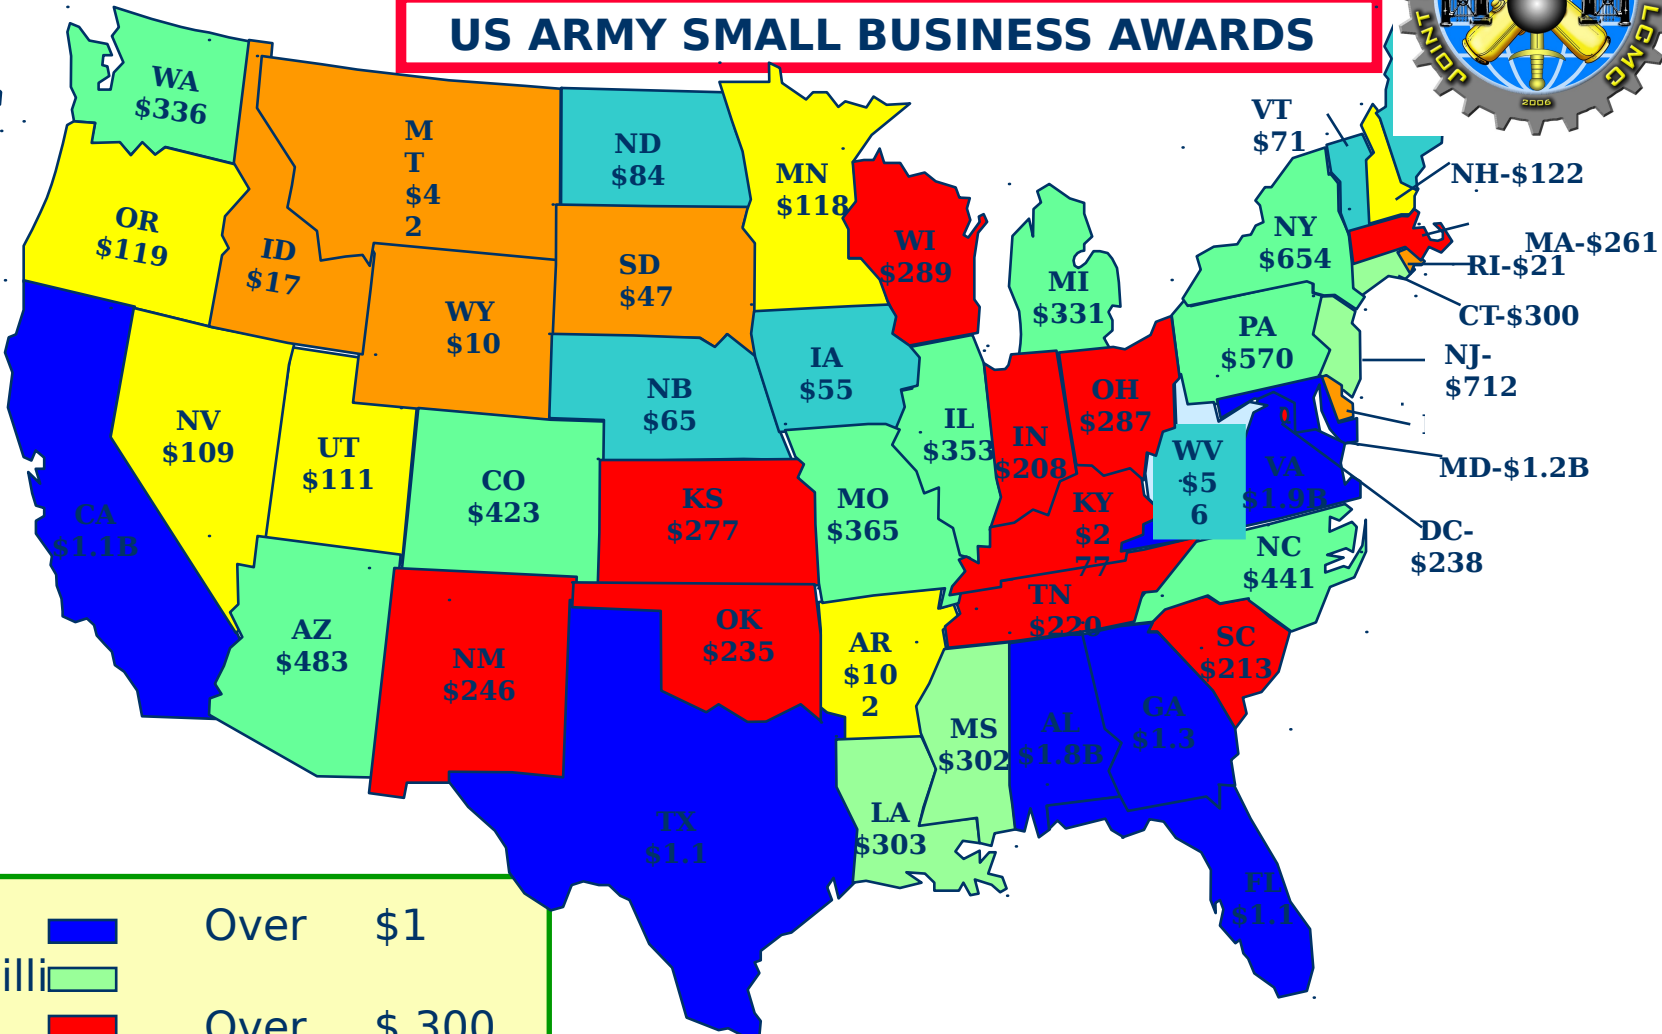 US ARMY SMALL BUSINESS AWARDS
JOINT
LCMC
2006
WA
$336
OR
$119
ID
$17
M
T
$4
2
ND
$84
MN
$118
SD
$47
WY
$10
WI
$289
MI
$331
VT
$71
NH-$122
NY
$654
MA-$261
RI-$21
CT-$300
PA
$570
NJ-
$712
MD-$1.2B
DC-
$238
NV
$109
UT
$111
CA
$1.1B
CO
$423
NB
$65
IA
$55
IL
$353
IN
$208
OH
$287
WV
$5
6
VA
$1.9B
KS
$277
MO
$365
KY
$2
77
NC
$441
TN
$220
SC
$213
AZ
$483
NM
$246
OK
$235
AR
$10
2
MS
$302
AL
$1.8B
GA
$1.3
LA
$303
TX
$1.1
FL
$1.1
Over $1
illi
Over $ 300